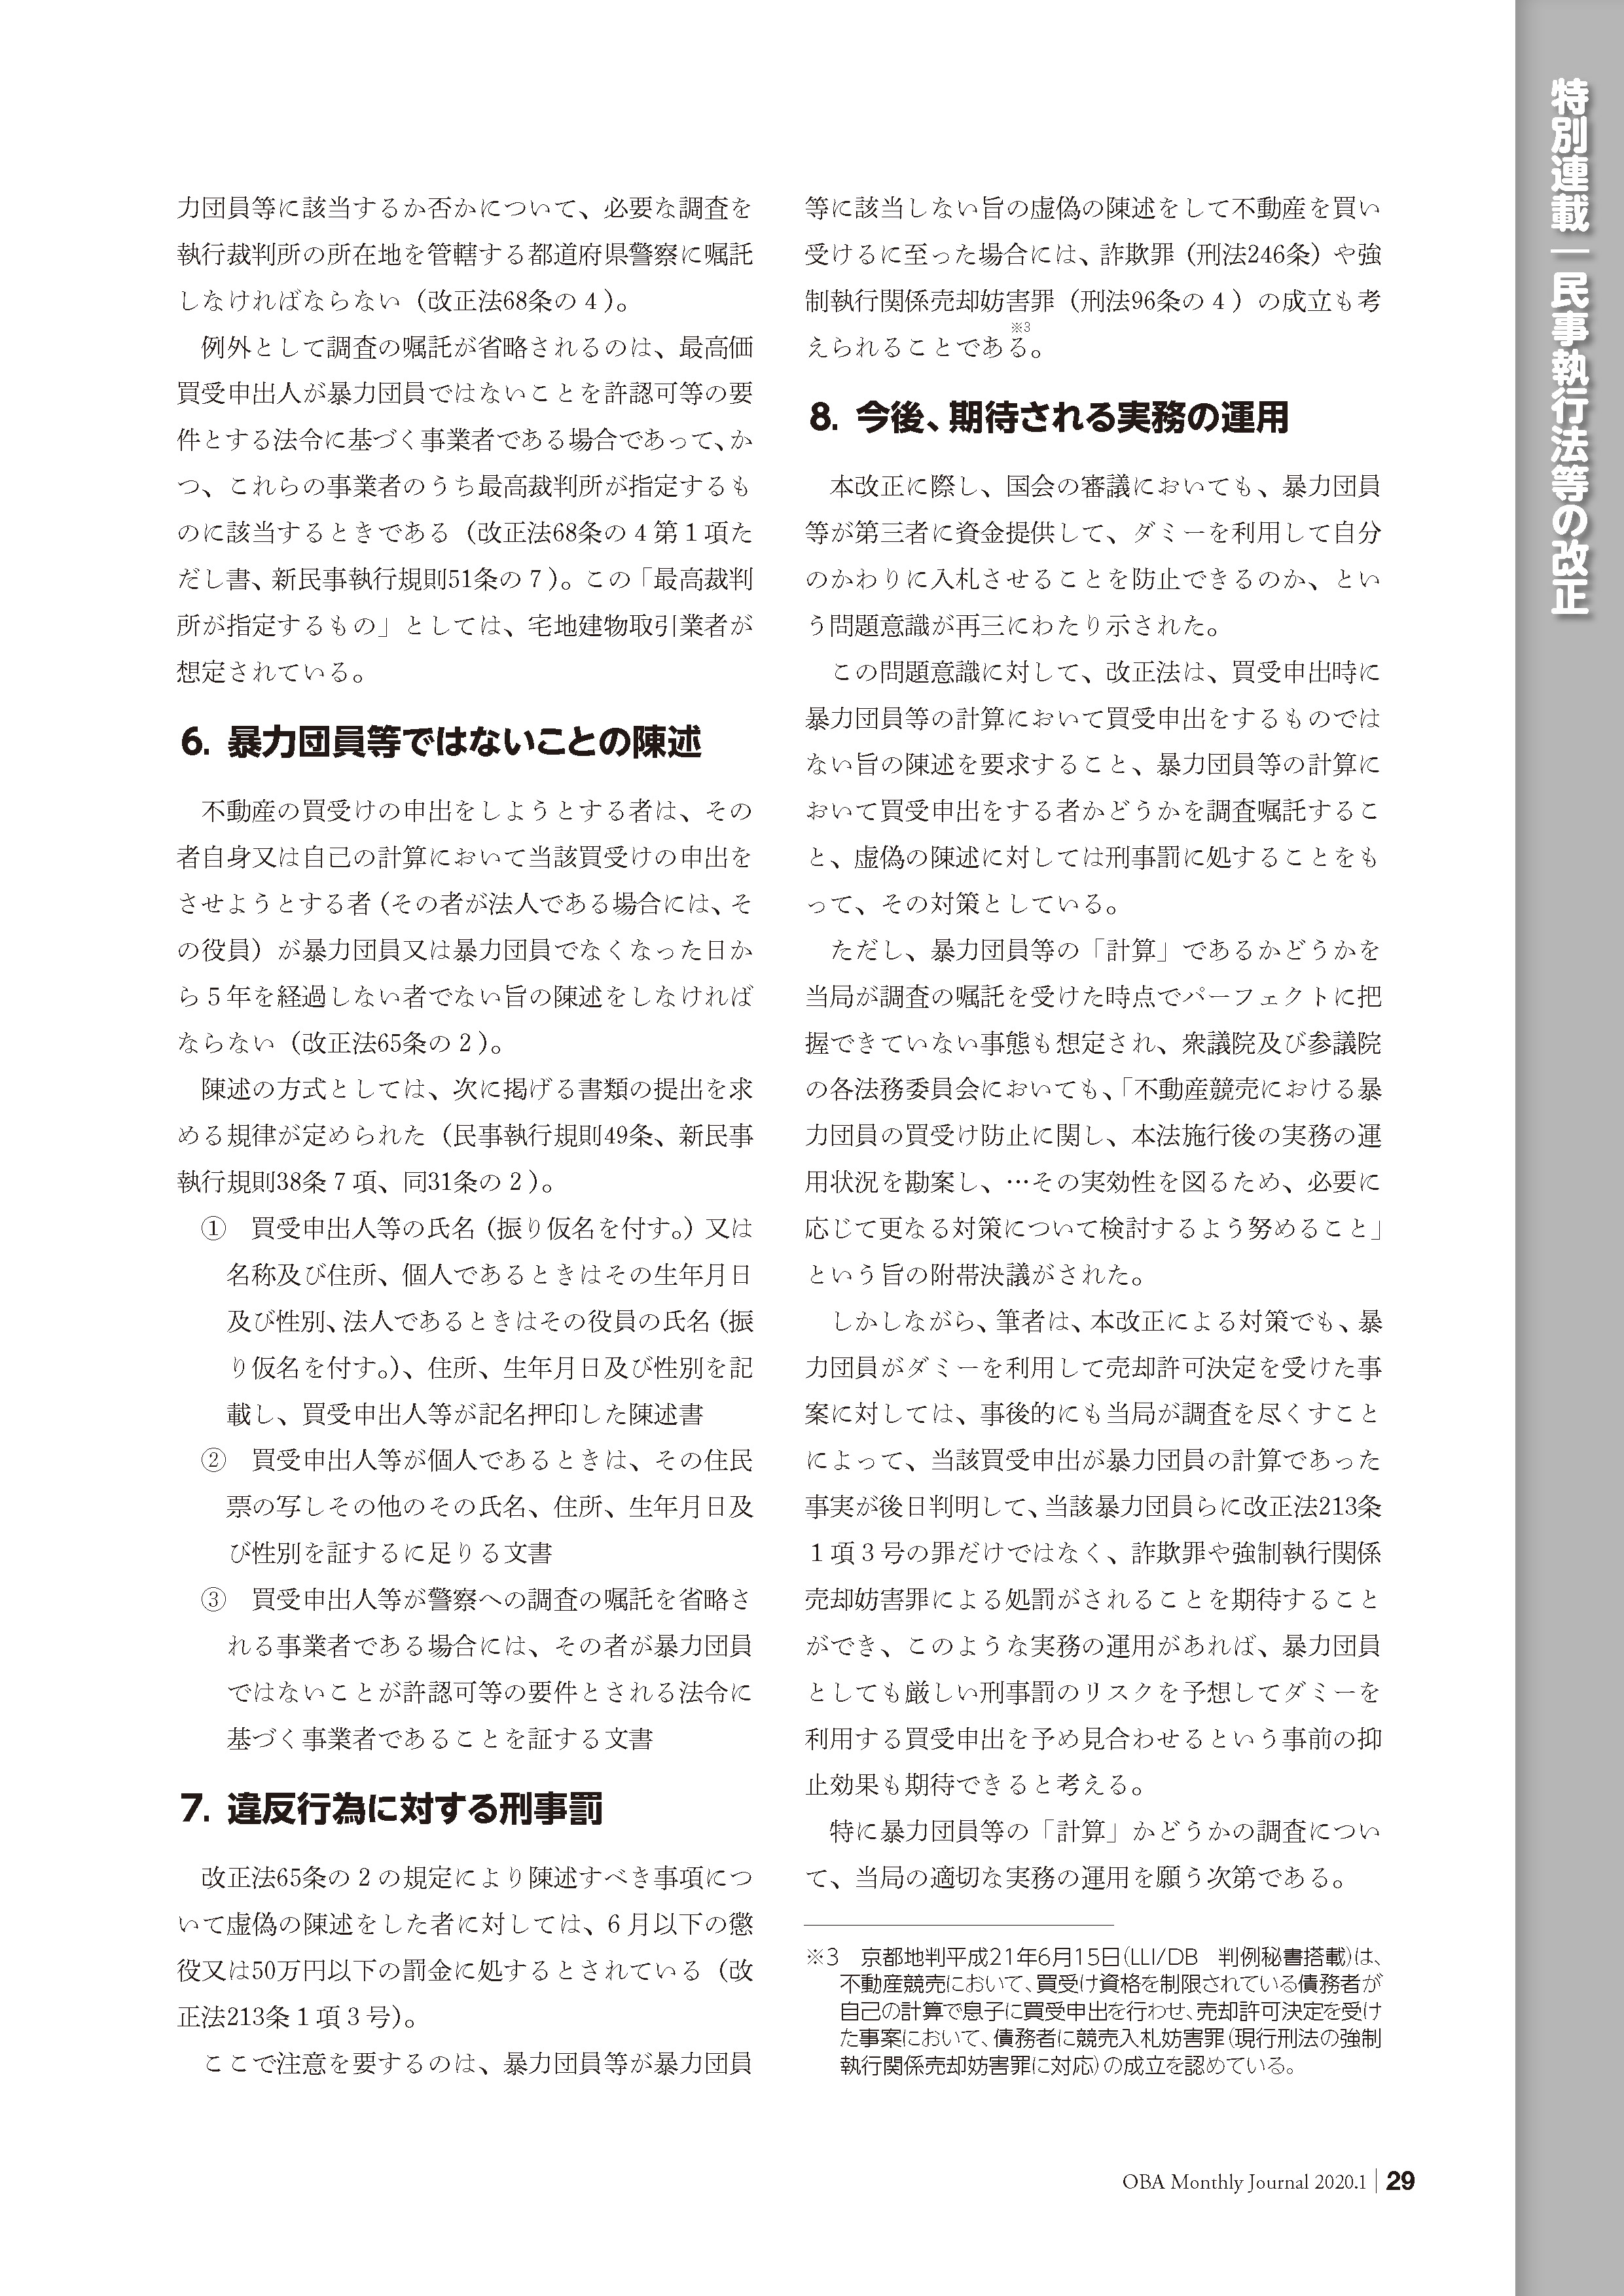 特別連載｜民事執行法等の改正
力団員等に該当するか否かについて、必要な調査を
執行裁判所の所在地を管轄する都道府県警察に嘱託
しなければならない（改正法68条の４）。
　例外として調査の嘱託が省略されるのは、最高価
買受申出人が暴力団員ではないことを許認可等の要
件とする法令に基づく事業者である場合であって、か
つ、これらの事業者のうち最高裁判所が指定するも
のに該当するときである（改正法68条の４第１項た
だし書、新民事執行規則51条の７）。この「最高裁判
所が指定するもの」としては、宅地建物取引業者が
想定されている。
6. 暴力団員等ではないことの陳述
　不動産の買受けの申出をしようとする者は、その
者自身又は自己の計算において当該買受けの申出を
させようとする者（その者が法人である場合には、そ
の役員）が暴力団員又は暴力団員でなくなった日か
ら５年を経過しない者でない旨の陳述をしなければ
ならない（改正法65条の２）。
　陳述の方式としては、次に掲げる書類の提出を求
める規律が定められた（民事執行規則49条、新民事
執行規則38条７項、同31条の２）。
①　買受申出人等の氏名（振り仮名を付す。）又は
名称及び住所、個人であるときはその生年月日
及び性別、法人であるときはその役員の氏名（振
り仮名を付す。）、住所、生年月日及び性別を記
載し、買受申出人等が記名押印した陳述書
②　買受申出人等が個人であるときは、その住民
票の写しその他のその氏名、住所、生年月日及
び性別を証するに足りる文書
③　買受申出人等が警察への調査の嘱託を省略さ
れる事業者である場合には、その者が暴力団員
ではないことが許認可等の要件とされる法令に
基づく事業者であることを証する文書
7. 違反行為に対する刑事罰
　改正法65条の２の規定により陳述すべき事項につ
いて虚偽の陳述をした者に対しては、６月以下の懲
役又は50万円以下の罰金に処するとされている（改
正法213条１項３号）。
　ここで注意を要するのは、暴力団員等が暴力団員
等に該当しない旨の虚偽の陳述をして不動産を買い
受けるに至った場合には、詐欺罪（刑法246条）や強
制執行関係売却妨害罪（刑法96条の４）の成立も考
えられることである※3。
8. 今後、期待される実務の運用
　本改正に際し、国会の審議においても、暴力団員
等が第三者に資金提供して、ダミーを利用して自分
のかわりに入札させることを防止できるのか、とい
う問題意識が再三にわたり示された。
　この問題意識に対して、改正法は、買受申出時に
暴力団員等の計算において買受申出をするものでは
ない旨の陳述を要求すること、暴力団員等の計算に
おいて買受申出をする者かどうかを調査嘱託するこ
と、虚偽の陳述に対しては刑事罰に処することをも
って、その対策としている。
　ただし、暴力団員等の「計算」であるかどうかを
当局が調査の嘱託を受けた時点でパーフェクトに把
握できていない事態も想定され、衆議院及び参議院
の各法務委員会においても、「不動産競売における暴
力団員の買受け防止に関し、本法施行後の実務の運
用状況を勘案し、…その実効性を図るため、必要に
応じて更なる対策について検討するよう努めること」
という旨の附帯決議がされた。
　しかしながら、筆者は、本改正による対策でも、暴
力団員がダミーを利用して売却許可決定を受けた事
案に対しては、事後的にも当局が調査を尽くすこと
によって、当該買受申出が暴力団員の計算であった
事実が後日判明して、当該暴力団員らに改正法213条
１項３号の罪だけではなく、詐欺罪や強制執行関係
売却妨害罪による処罰がされることを期待すること
ができ、このような実務の運用があれば、暴力団員
としても厳しい刑事罰のリスクを予想してダミーを
利用する買受申出を予め見合わせるという事前の抑
止効果も期待できると考える。
　特に暴力団員等の「計算」かどうかの調査につい
て、当局の適切な実務の運用を願う次第である。
※3　京都地判平成21年6月15日（LLI/DB　判例秘書搭載）は、
不動産競売において、買受け資格を制限されている債務者が
自己の計算で息子に買受申出を行わせ、売却許可決定を受け
た事案において、債務者に競売入札妨害罪（現行刑法の強制
執行関係売却妨害罪に対応）の成立を認めている。
OBA Monthly Journal 2020.1 | 29